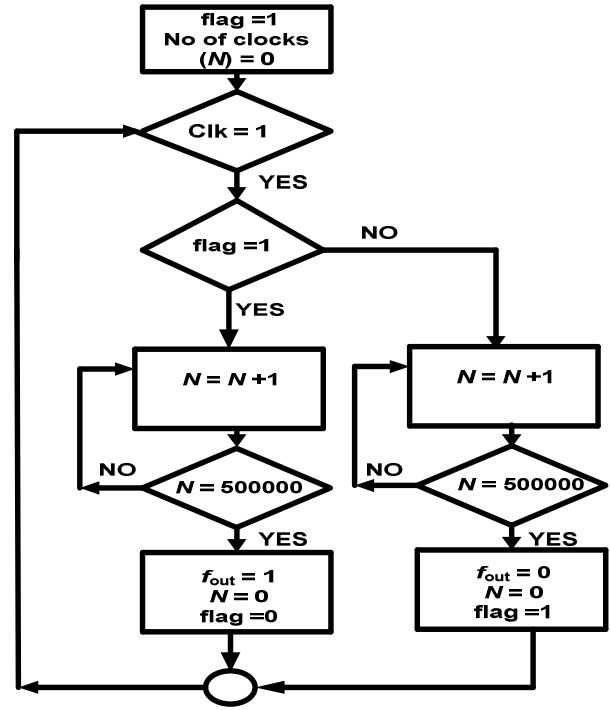 flag =1
No of clocks
(N) = 0
Clk = 1
YES
flag =1
NO
YES
N = N +1
N = N +1
NO
N = 500000
NO
N = 500000
YES
YES
fout = 1
N = 0
flag =0
fout = 0
N = 0
flag =1